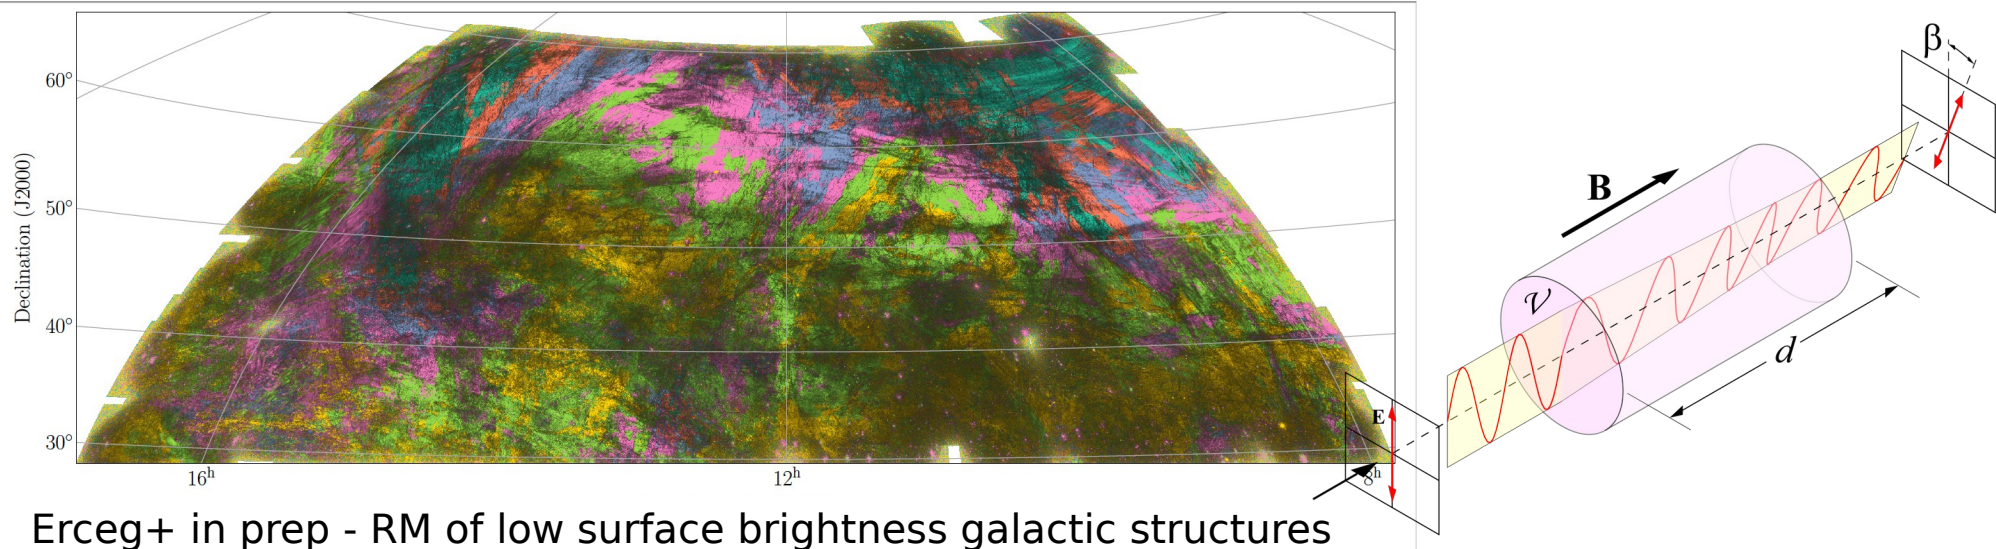 60°
50°
40°
30°
Declination (J2000)
16ʰ
12ʰ
8ʰ
β
B
𝒱
d
E
Erceg+ in prep - RM of low surface brightness galactic structures